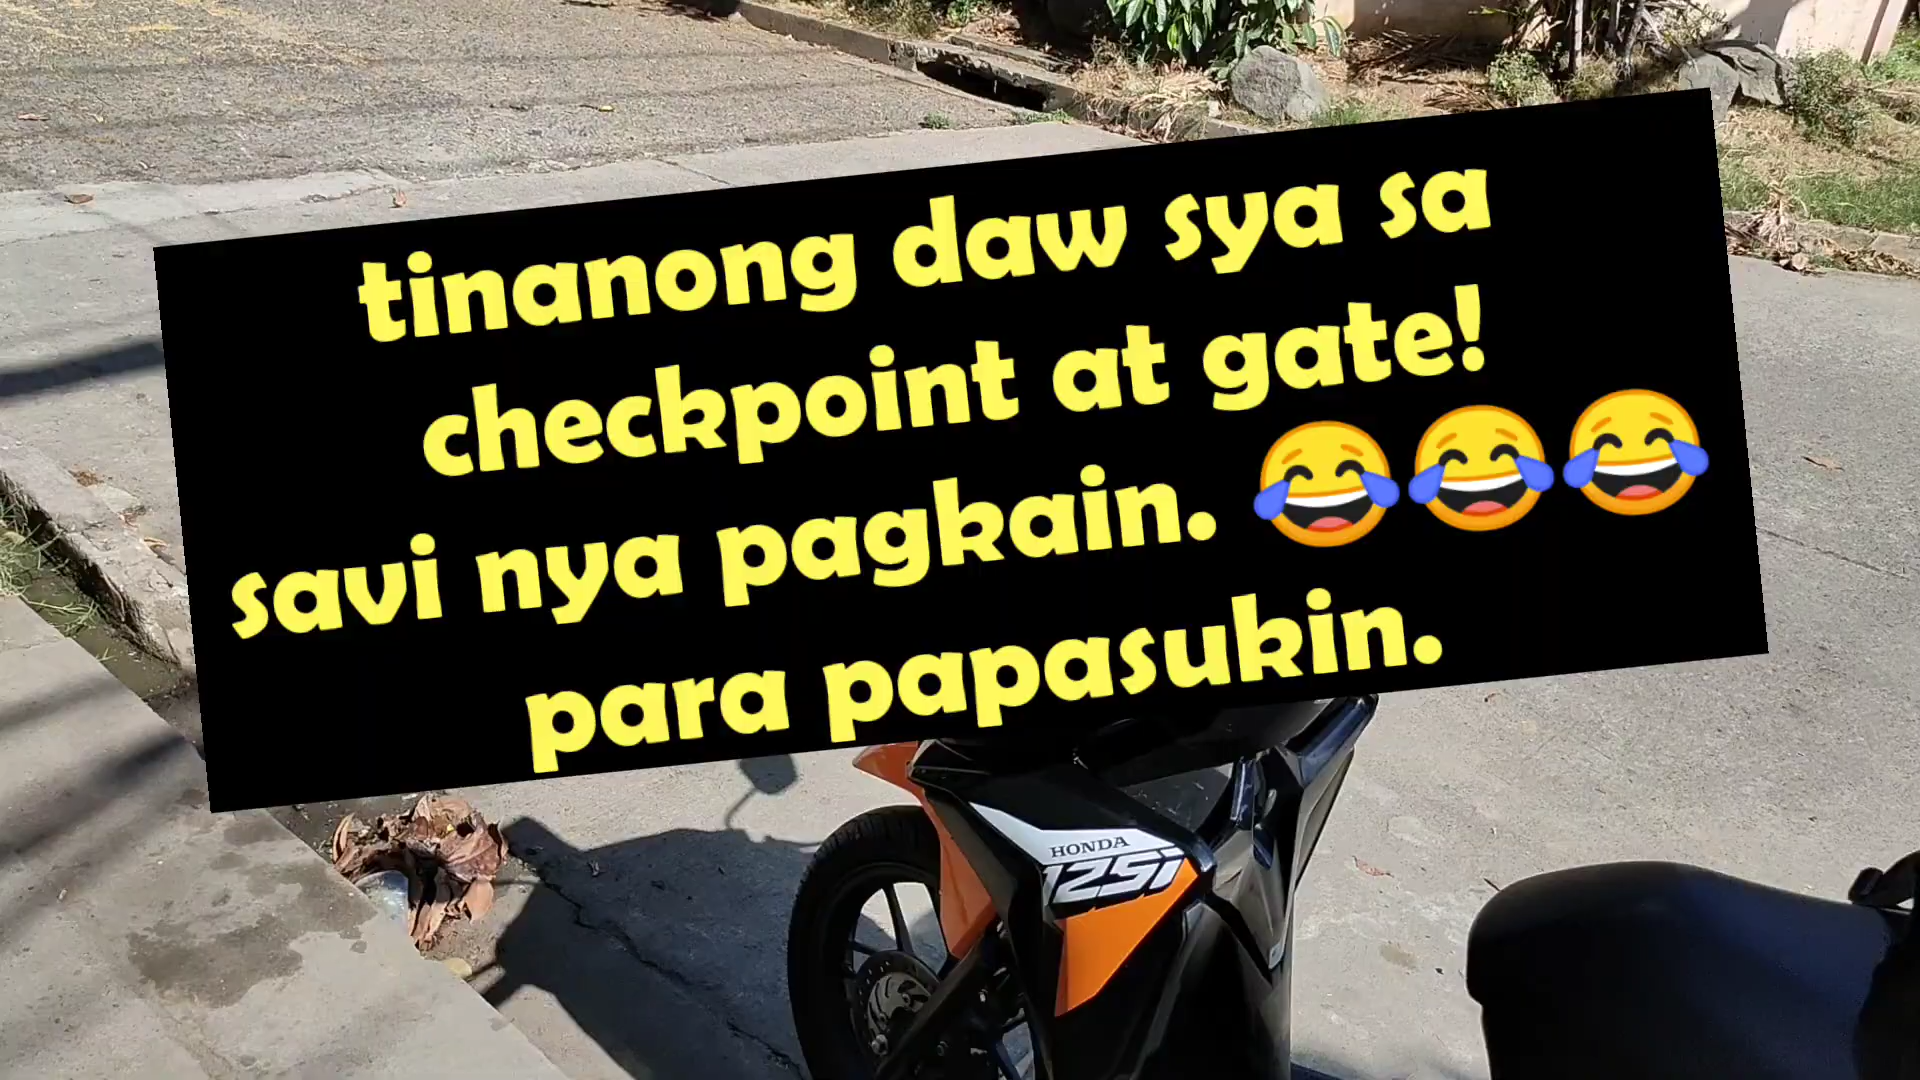 tinanong daw sya sa
checkpoint at gate!
savi nya pagkain. 😂😂😂
para papasukin.
HONDA
125i